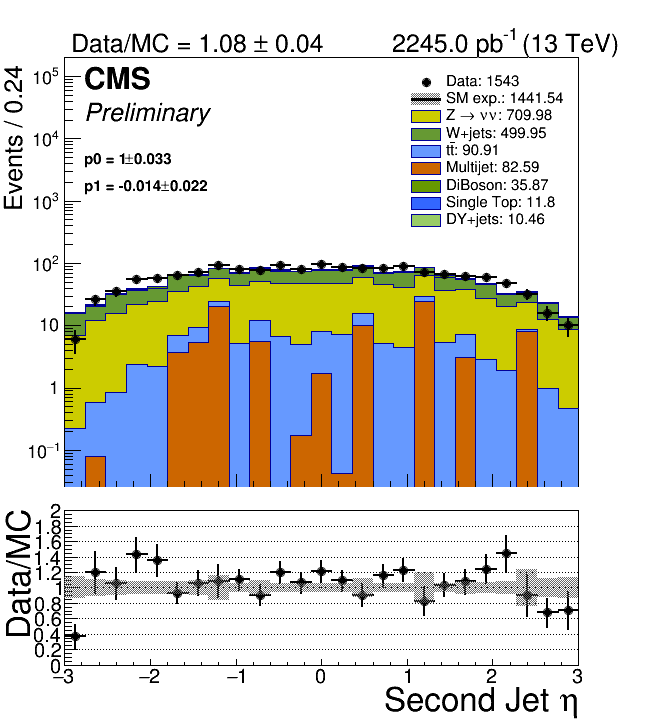 Data/MC = 1.08 ± 0.04 2245.0 pb⁻¹ (13 TeV)
CMS
Preliminary
p0 = 1±0.033
p1 = -0.014±0.022
Data: 1543
SM exp.: 1441.54
Z → νν: 709.98
W+jets: 499.95
tt̄: 90.91
Multijet: 82.59
DiBoson: 35.87
Single Top: 11.8
DY+jets: 10.46
Events / 0.24
10⁵
10⁴
10³
10²
10
1
10⁻¹
Data/MC
2
1.8
1.6
1.4
1.2
1
0.8
0.6
0.4
0.2
0
−3 −2 −1 0 1 2 3
Second Jet η